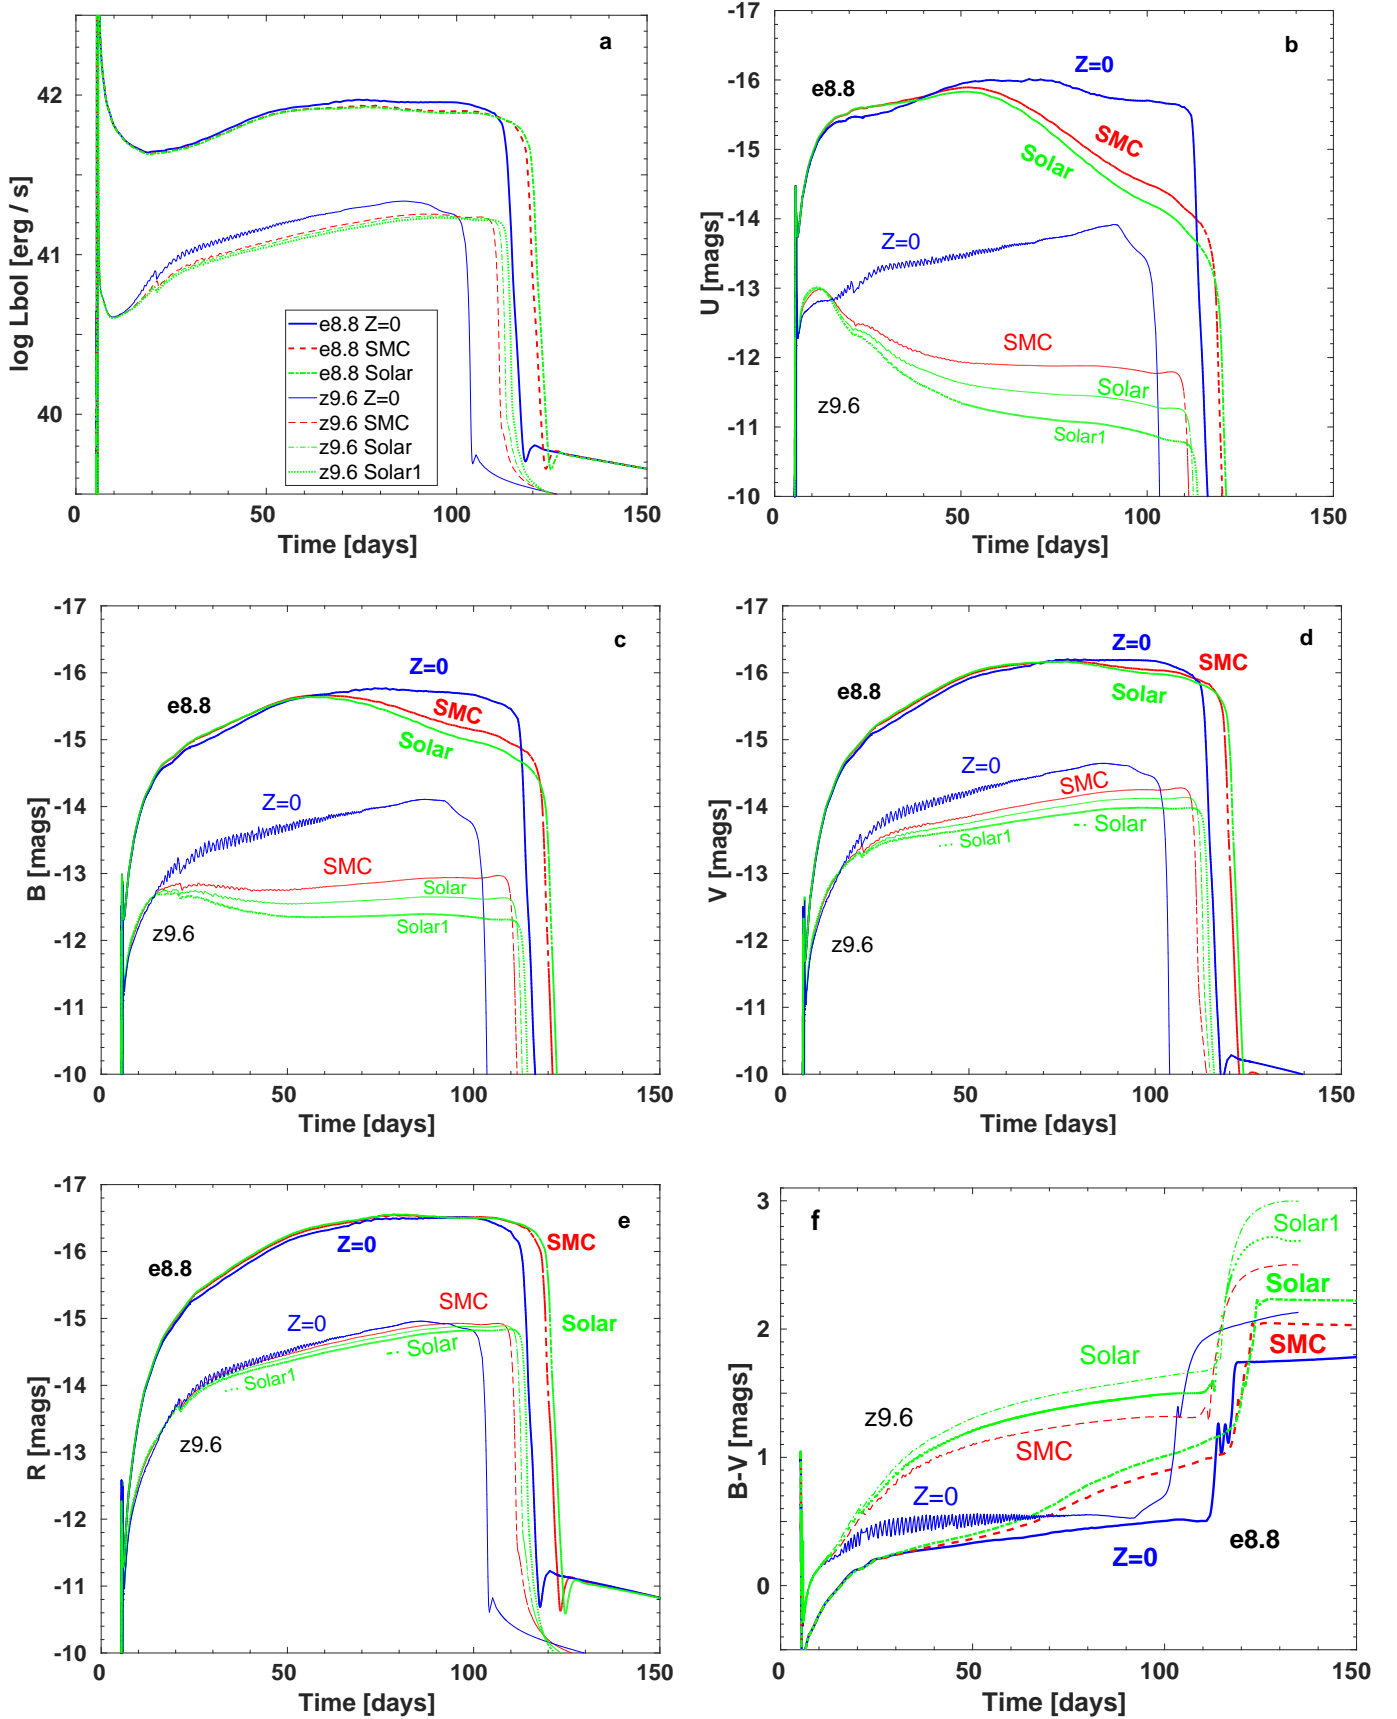 a
42
41
40
log Lbol [erg / s]
e8.8 Z=0
e8.8 SMC
e8.8 Solar
z9.6 Z=0
z9.6 SMC
z9.6 Solar
z9.6 Solar1
0 50 100 150
Time [days]
b
-17
-16
-15
-14
-13
-12
-11
-10
U [mags]
e8.8
Z=0
SMC
Solar
Z=0
SMC
Solar
Solar1
z9.6
0 50 100 150
Time [days]
c
-17
-16
-15
-14
-13
-12
-11
-10
B [mags]
e8.8
Z=0
SMC
Solar
Z=0
SMC
Solar
Solar1
z9.6
0 50 100 150
Time [days]
d
-17
-16
-15
-14
-13
-12
-11
-10
V [mags]
e8.8
Z=0
SMC
Solar
Z=0
SMC
Solar
Solar1
z9.6
0 50 100 150
Time [days]
e
-17
-16
-15
-14
-13
-12
-11
-10
R [mags]
e8.8
Z=0
SMC
Solar
Z=0
SMC
Solar
Solar1
z9.6
0 50 100 150
Time [days]
f
3
2
1
0
B-V [mags]
Solar1
Solar
SMC
Solar
z9.6
SMC
Z=0
Z=0
e8.8
0 50 100 150
Time [days]